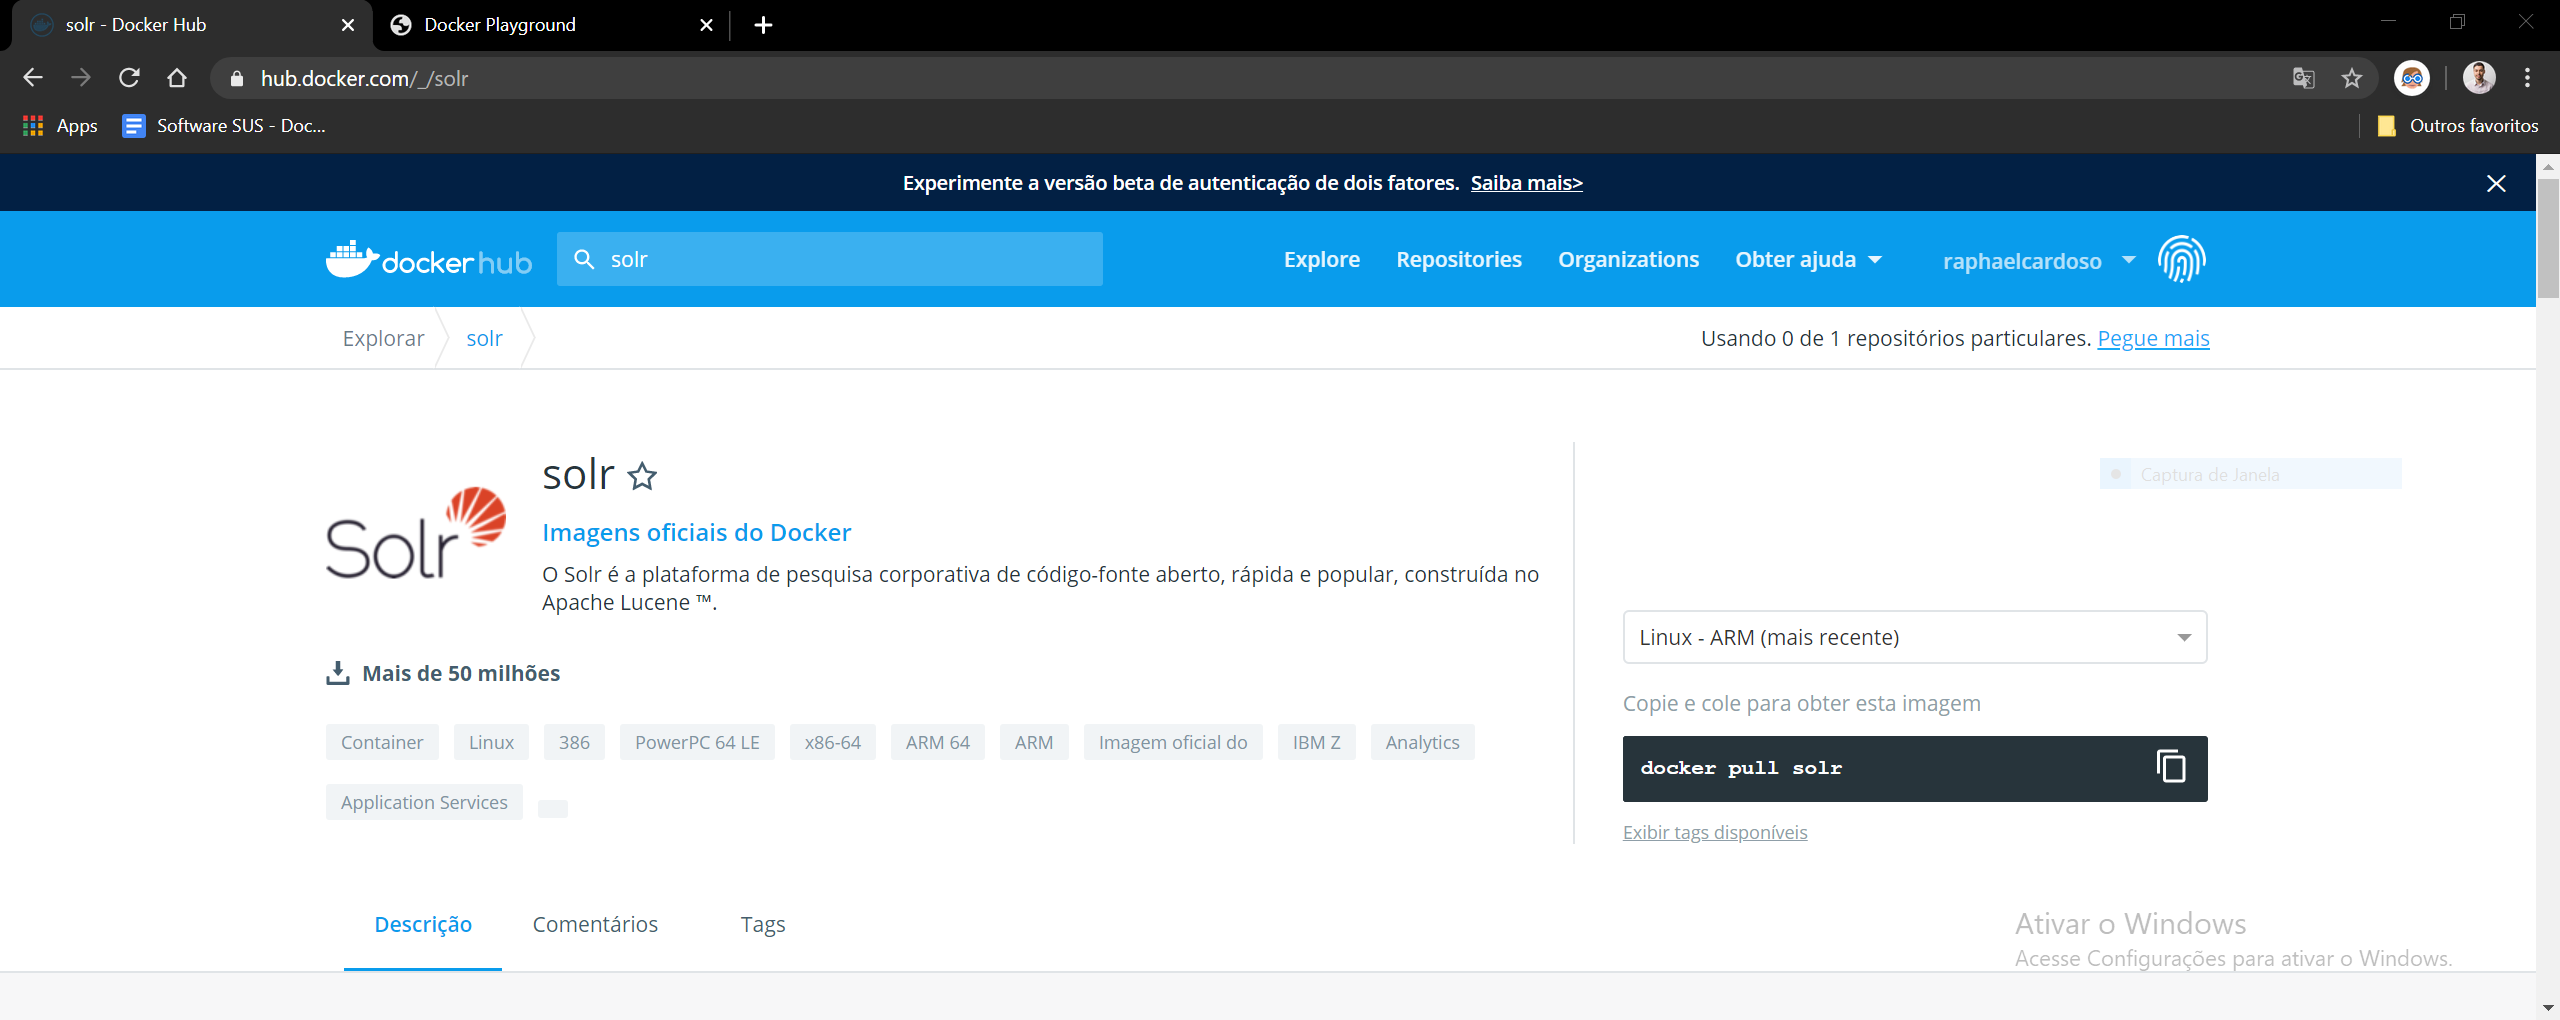 solr - Docker Hub
Docker Playground
hub.docker.com/_/solr
Apps
Software SUS - Doc...
Outros favoritos
Experimente a versão beta de autenticação de dois fatores. Saiba mais>
docker hub
solr
Explore
Repositories
Organizations
Obter ajuda
raphaelcardoso
Explorar
solr
Usando 0 de 1 repositórios particulares. Pegue mais
Solr
solr
Imagens oficiais do Docker
O Solr é a plataforma de pesquisa corporativa de código-fonte aberto, rápida e popular, construída no
Apache Lucene ™.
Captura de Janela
Linux - ARM (mais recente)
Mais de 50 milhões
Copie e cole para obter esta imagem
Container
Linux
386
PowerPC 64 LE
x86-64
ARM 64
ARM
Imagem oficial do
IBM Z
Analytics
docker pull solr
Application Services
Exibir tags disponíveis
Descrição
Comentários
Tags
Ativar o Windows
Acesse Configurações para ativar o Windows.